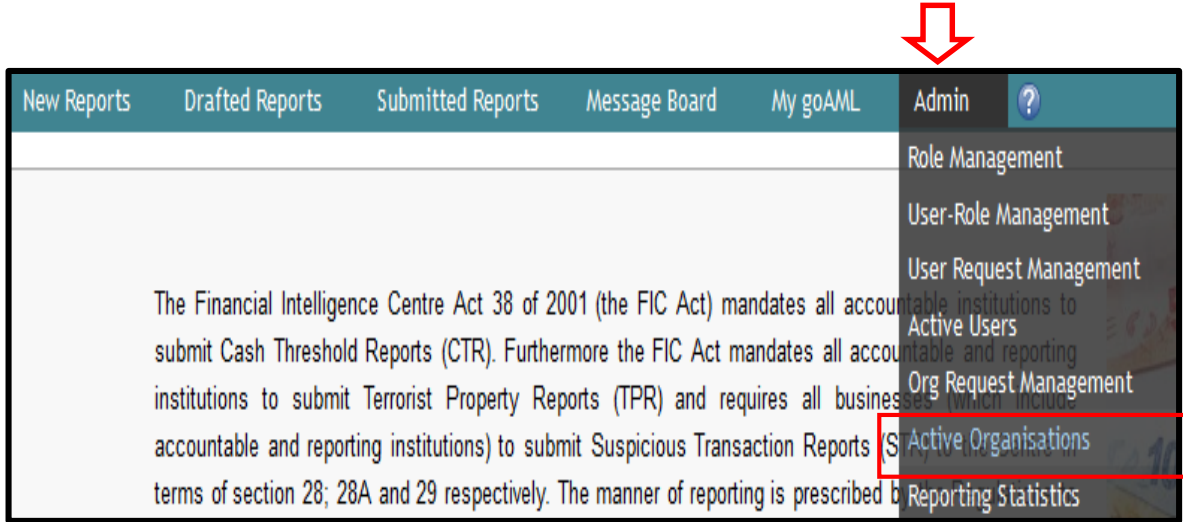 New Reports Drafted Reports Submitted Reports Message Board My goAML Admin ?
Role Management
User-Role Management
User Request Management
Active Users
Org Request Management
Active Organisations
Reporting Statistics
The Financial Intelligence Centre Act 38 of 2001 (the FIC Act) mandates all accountable institutions to
submit Cash Threshold Reports (CTR). Furthermore the FIC Act mandates all accountable and reporting
institutions to submit Terrorist Property Reports (TPR) and requires all businesses (which include
accountable and reporting institutions) to submit Suspicious Transaction Reports (STR) to the Centre in
terms of section 28; 28A and 29 respectively. The manner of reporting is prescribed by